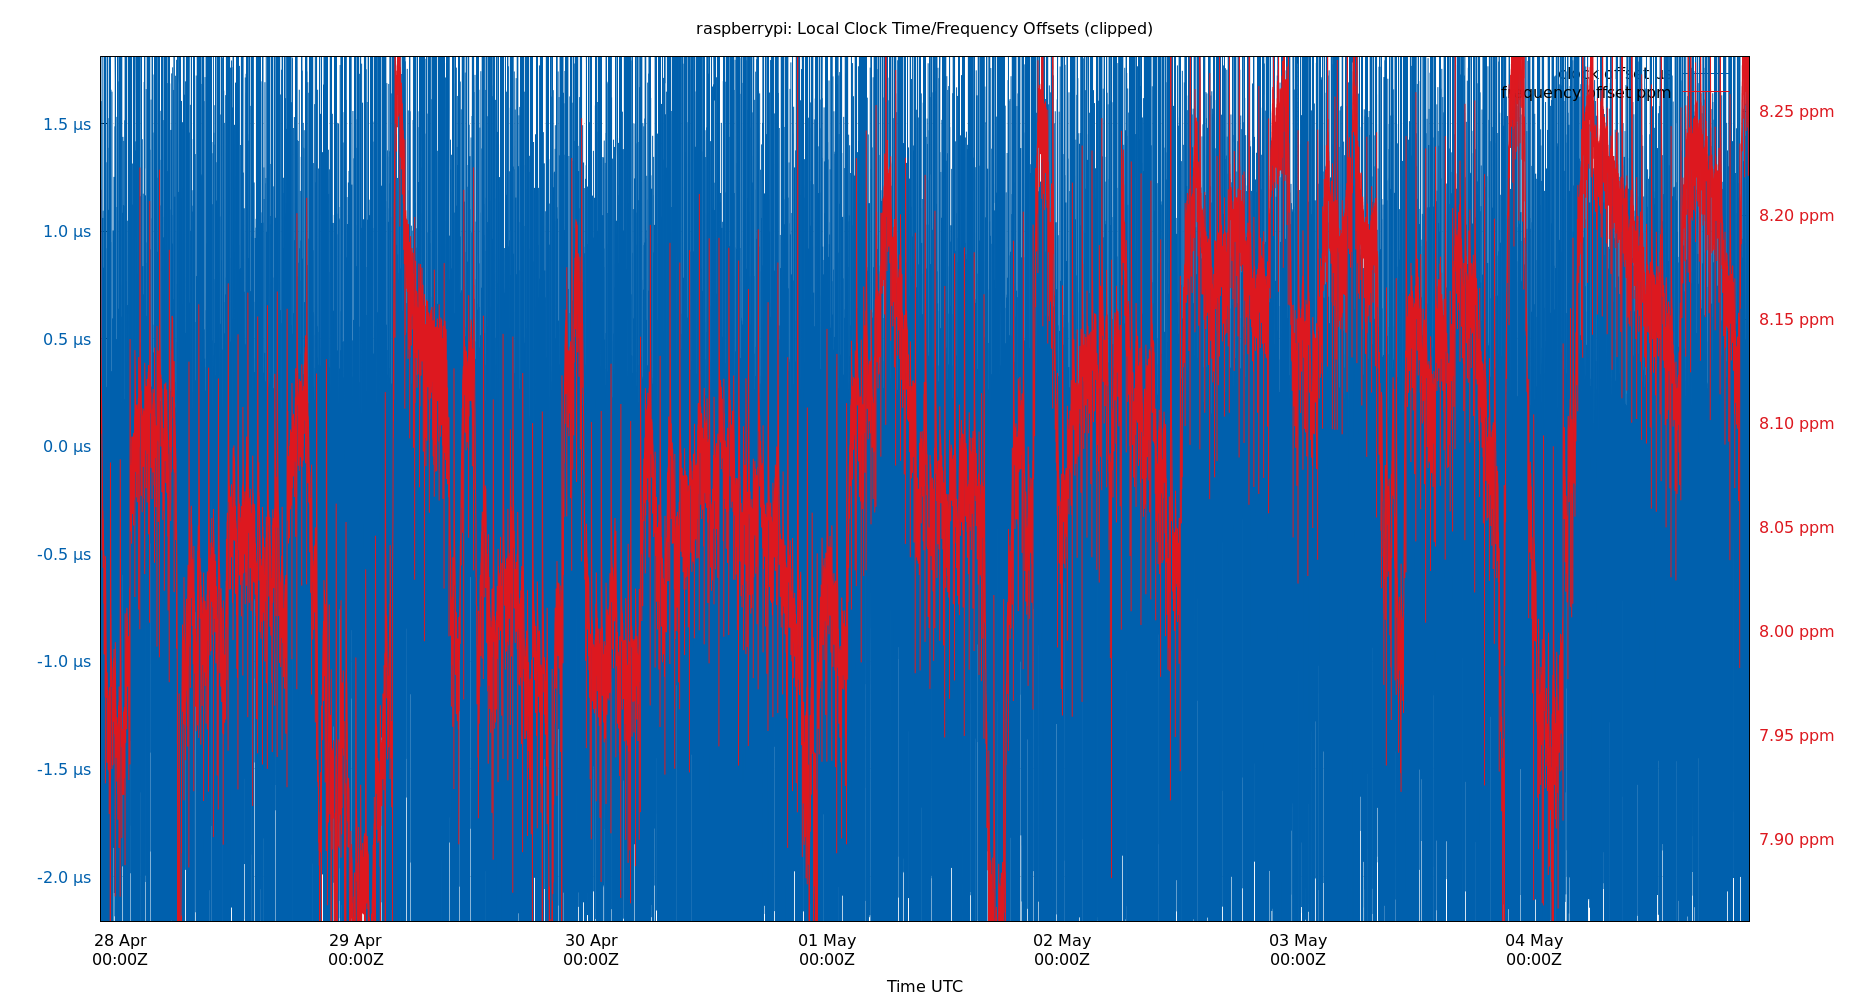 raspberrypi: Local Clock Time/Frequency Offsets (clipped)
clock offset
frequency offset ppm
1.5 µs
1.0 µs
0.5 µs
0.0 µs
-0.5 µs
-1.0 µs
-1.5 µs
-2.0 µs
8.25 ppm
8.20 ppm
8.15 ppm
8.10 ppm
8.05 ppm
8.00 ppm
7.95 ppm
7.90 ppm
28 Apr 29 Apr 30 Apr 01 May 02 May 03 May 04 May
00:00Z 00:00Z 00:00Z 00:00Z 00:00Z 00:00Z 00:00Z
Time UTC